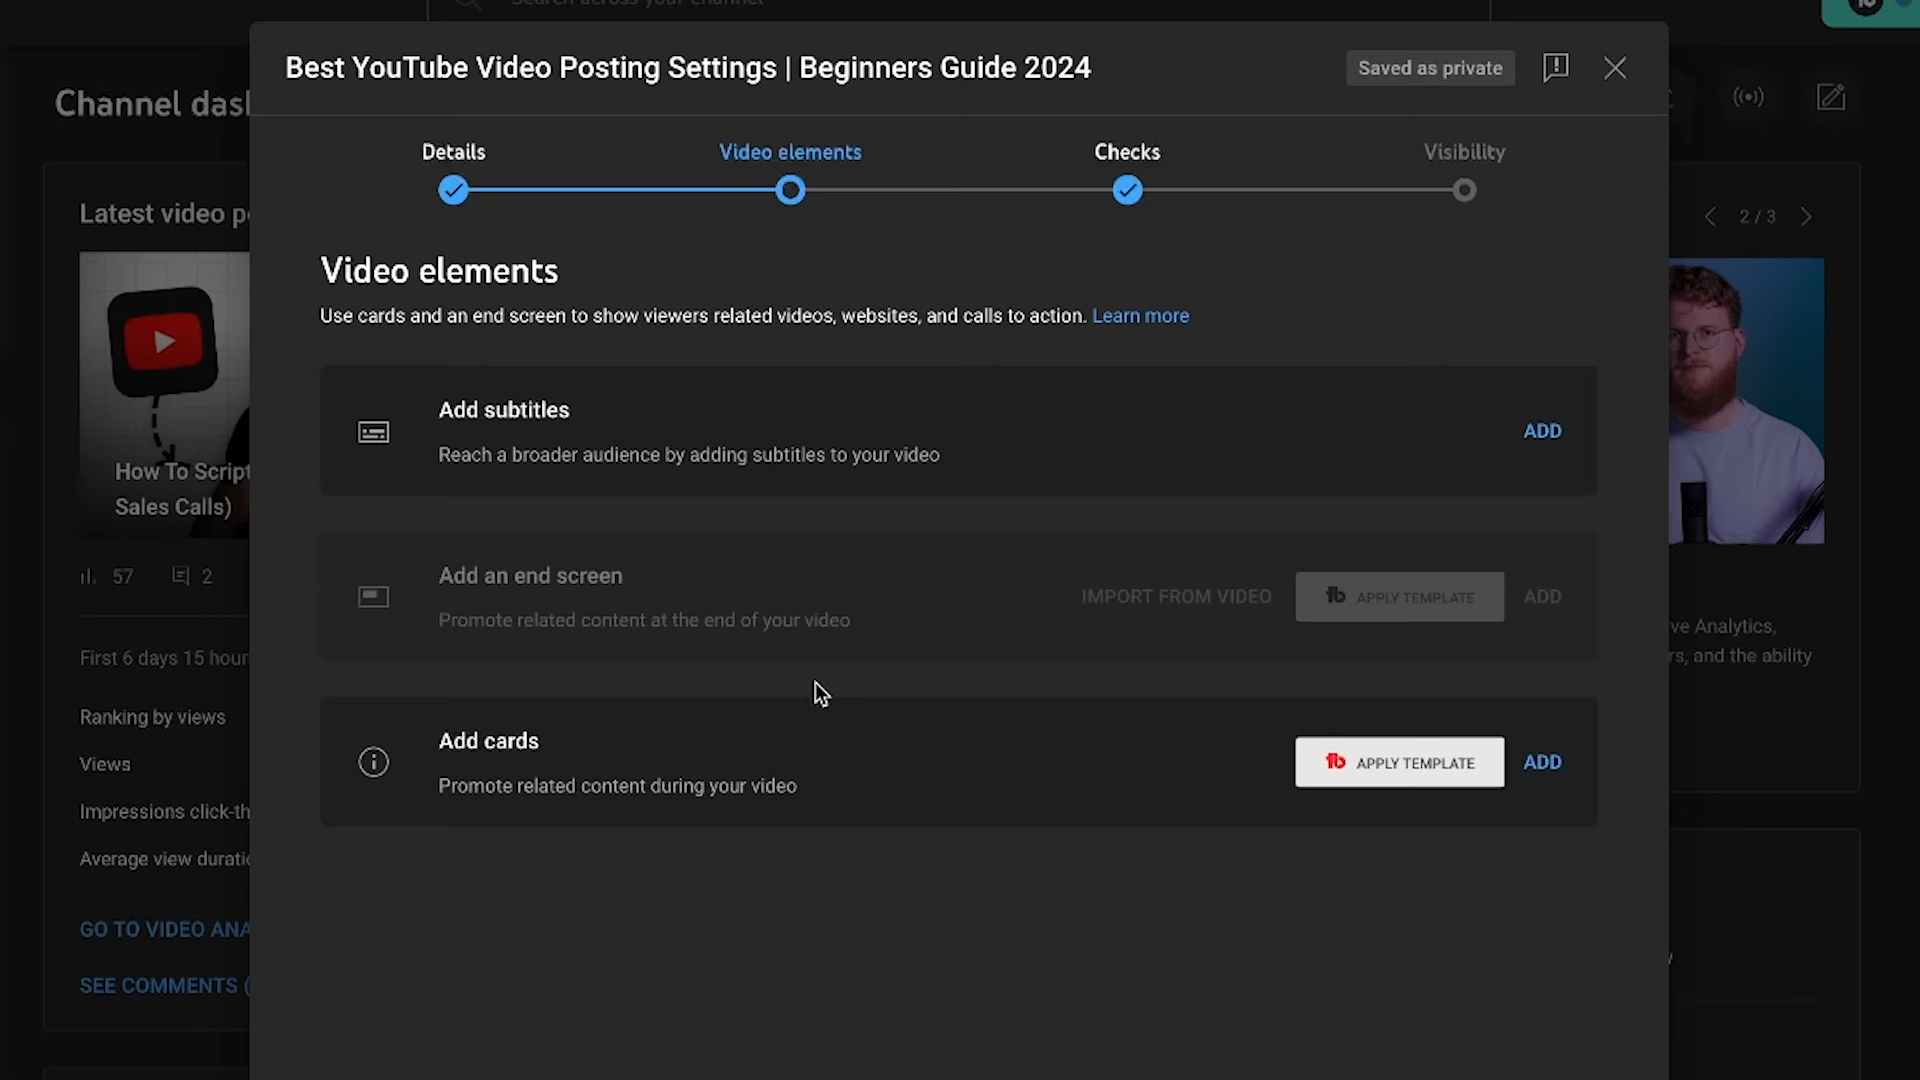 Search across your channel
Best YouTube Video Posting Settings | Beginners Guide 2024
Saved as private
Channel das
Details
Video elements
Checks
Visibility
Latest video p
2 / 3
Video elements
Use cards and an end screen to show viewers related videos, websites, and calls to action. Learn more
Add subtitles
Reach a broader audience by adding subtitles to your video
ADD
How To Script
Sales Calls)
57
2
Add an end screen
Promote related content at the end of your video
IMPORT FROM VIDEO
APPLY TEMPLATE
ADD
ve Analytics,
rs, and the ability
First 6 days 15 hour
Ranking by views
Views
Impressions click-th
Average view duratio
Add cards
Promote related content during your video
APPLY TEMPLATE
ADD
GO TO VIDEO ANA
SEE COMMENTS (